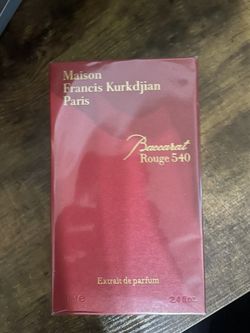 Maison
Francis Kurkdjian
Paris
Baccarat
Rouge 540
Extrait de parfum
2.4 fl.oz.